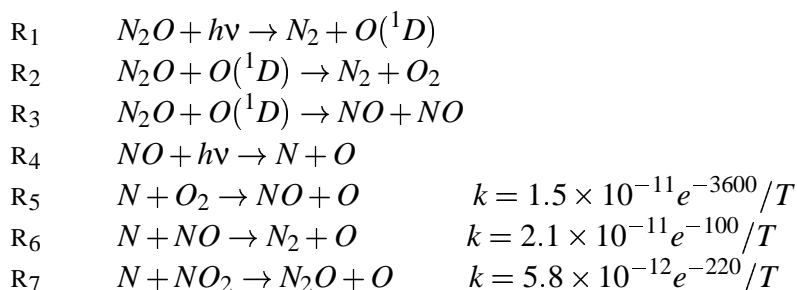 R1 N₂O + hν → N₂ + O(¹D)
R2 N₂O + O(¹D) → N₂ + O₂
R3 N₂O + O(¹D) → NO + NO
R4 NO + hν → N + O
R5 N + O₂ → NO + O k = 1.5 × 10⁻¹¹e⁻³⁶⁰⁰/T
R6 N + NO → N₂ + O k = 2.1 × 10⁻¹¹e⁻¹⁰⁰/T
R7 N + NO₂ → N₂O + O k = 5.8 × 10⁻¹²e⁻²²⁰/T